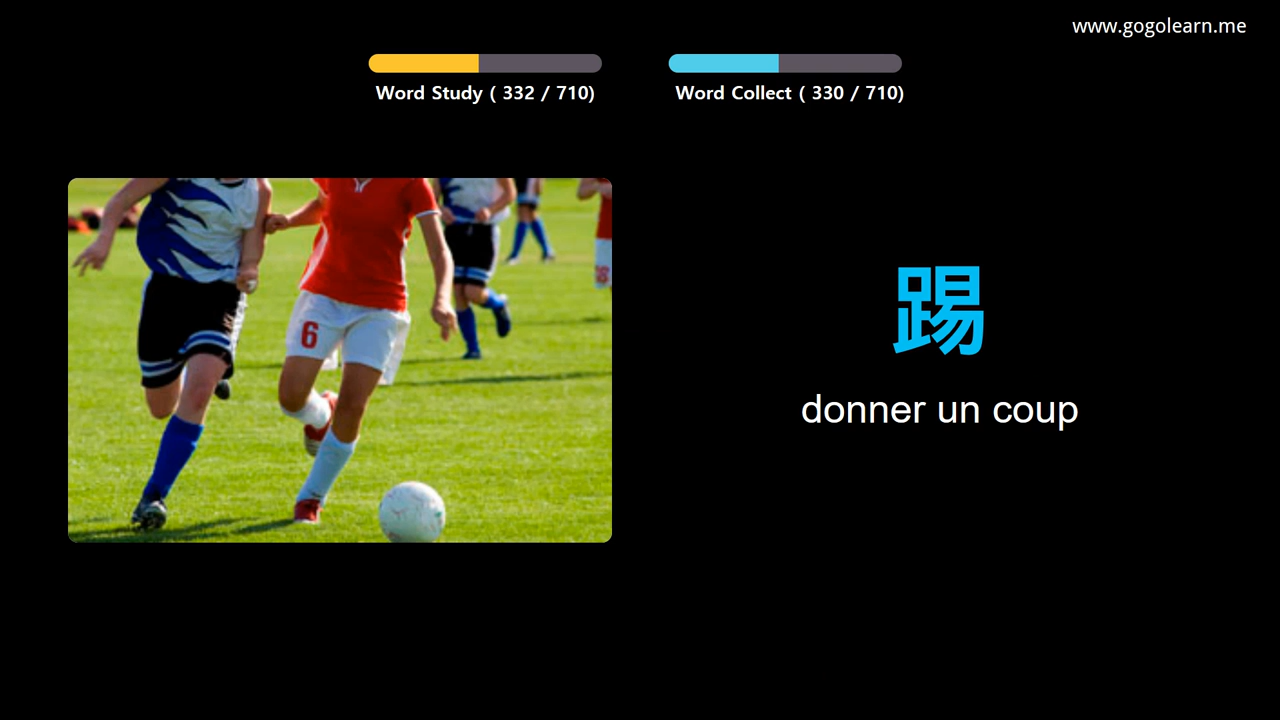 www.gogolearn.me
Word Study ( 332 / 710)
Word Collect ( 330 / 710)
6
踢
donner un coup